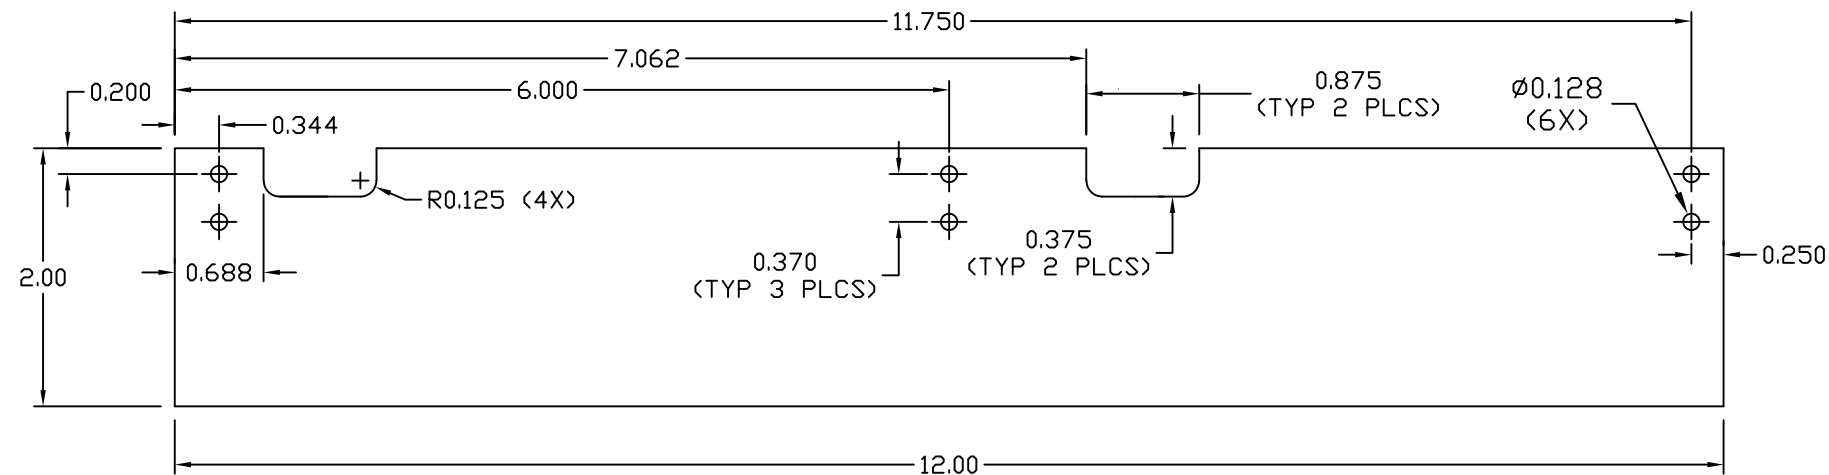 11.750
7.062
6.000
0.875
(TYP 2 PLCS)
Ø0.128
(6X)
0.200
0.344
R0.125 (4X)
0.688
2.00
0.370
(TYP 3 PLCS)
0.375
(TYP 2 PLCS)
0.250
12.00